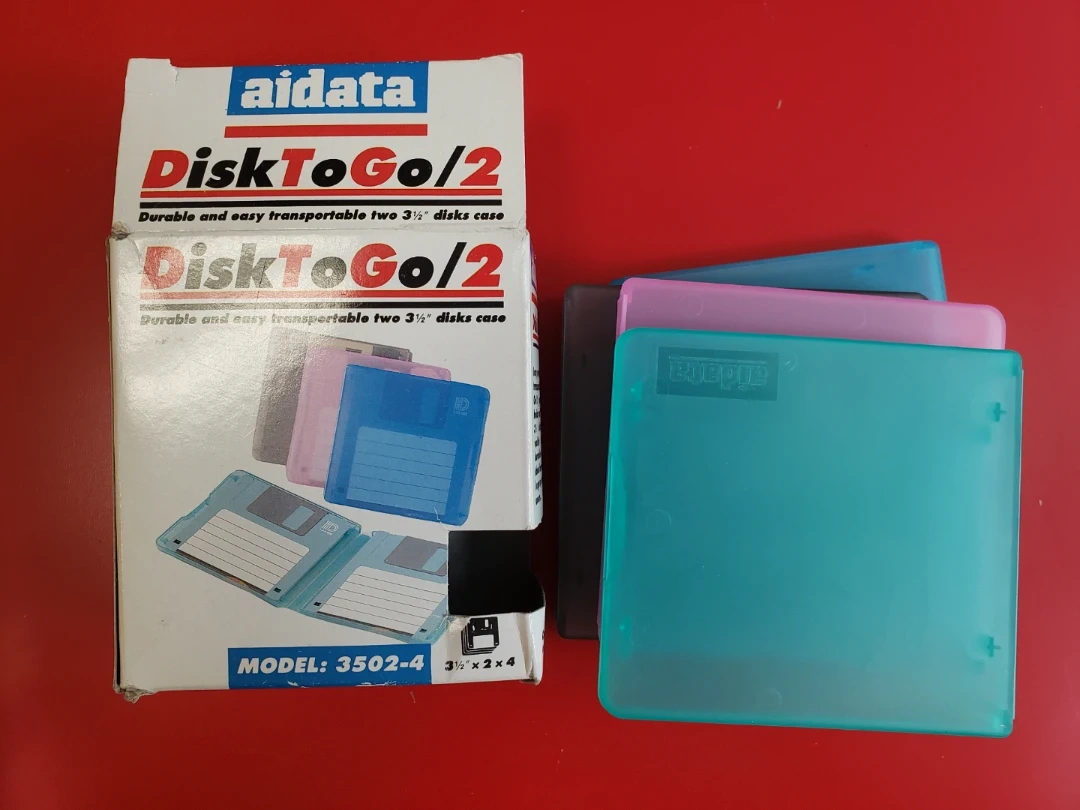 aidata
DiskToGo/2
Durable and easy transportable two 3½" disks case
DiskToGo/2
Durable and easy transportable two 3½" disks case
MODEL: 3502-4
3½" x 2 x 4
aidata